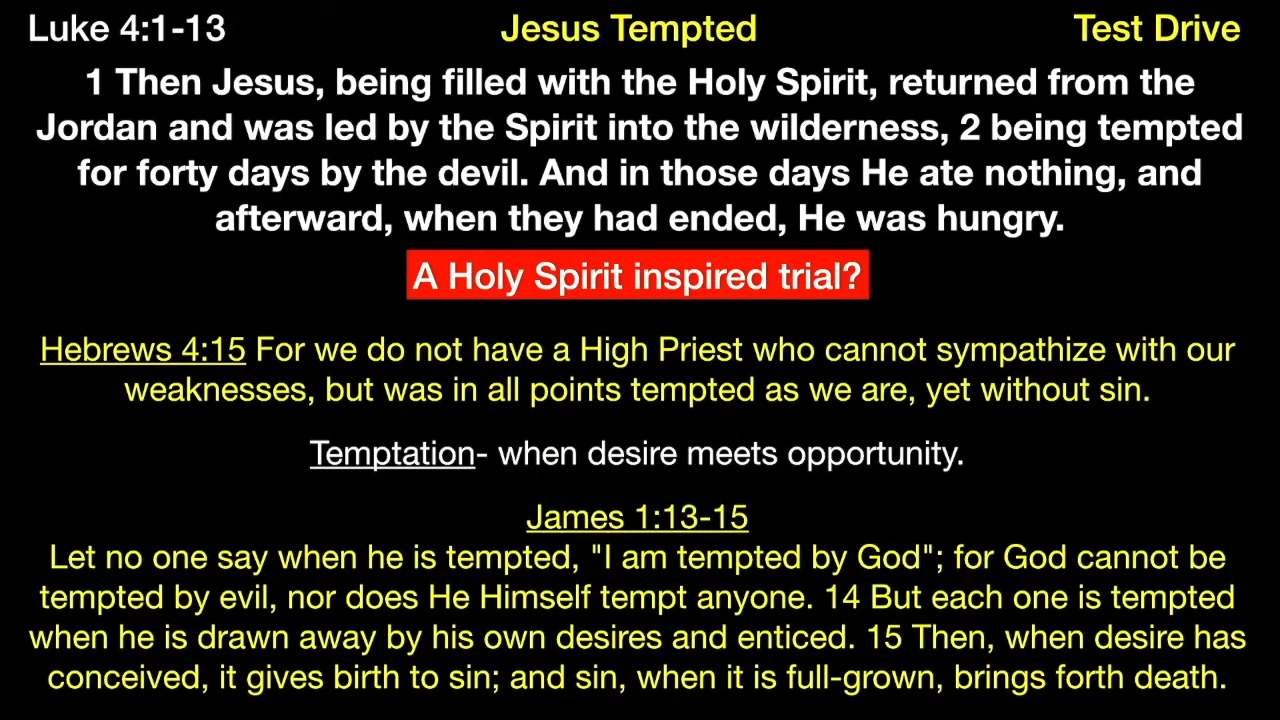 Luke 4:1-13 Jesus Tempted Test Drive
1 Then Jesus, being filled with the Holy Spirit, returned from the
Jordan and was led by the Spirit into the wilderness, 2 being tempted
for forty days by the devil. And in those days He ate nothing, and
afterward, when they had ended, He was hungry.
A Holy Spirit inspired trial?
Hebrews 4:15 For we do not have a High Priest who cannot sympathize with our
weaknesses, but was in all points tempted as we are, yet without sin.
Temptation- when desire meets opportunity.
James 1:13-15
Let no one say when he is tempted, "I am tempted by God"; for God cannot be
tempted by evil, nor does He Himself tempt anyone. 14 But each one is tempted
when he is drawn away by his own desires and enticed. 15 Then, when desire has
conceived, it gives birth to sin; and sin, when it is full-grown, brings forth death.